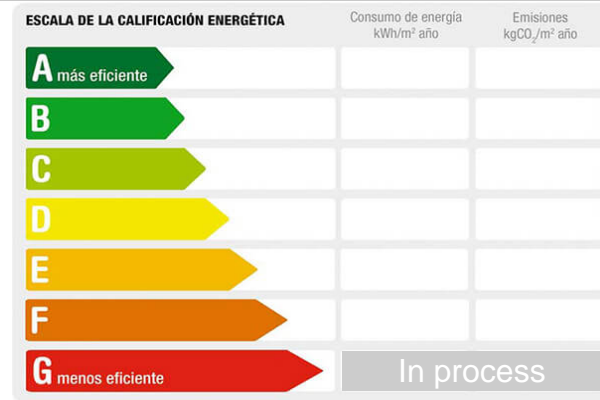 ESCALA DE LA CALIFICACIÓN ENERGÉTICA
Consumo de energía
kWh/m² año
Emisiones
kgCO₂/m² año
A más eficiente
B
C
D
E
F
G menos eficiente
In process